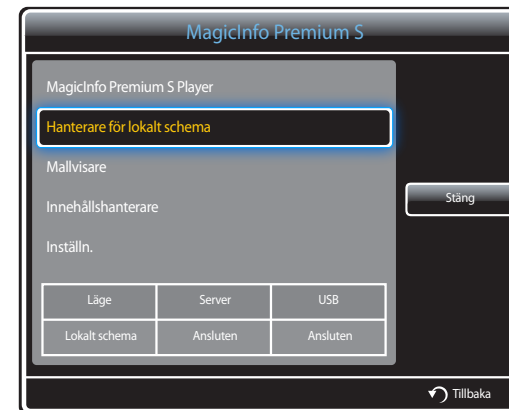 MagicInfo Premium S
MagicInfo Premium S Player
Hanterare för lokalt schema
Mallvisare
Innehållshanterare
Inställn.
Stäng
Läge Server USB
Lokalt schema Ansluten Ansluten
Tillbaka